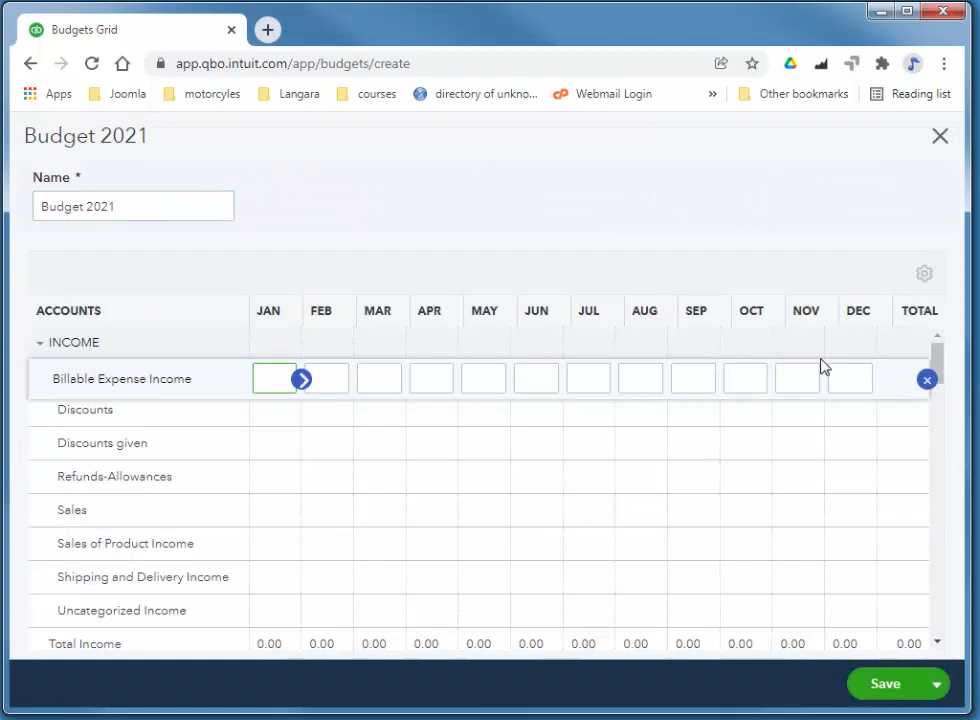 Budgets Grid
app.qbo.intuit.com/app/budgets/create
Apps Joomla motorcyles Langara courses directory of unkno... Webmail Login » Other bookmarks Reading list
Budget 2021
Name *
Budget 2021
ACCOUNTS JAN FEB MAR APR MAY JUN JUL AUG SEP OCT NOV DEC TOTAL
INCOME
Billable Expense Income
Discounts
Discounts given
Refunds-Allowances
Sales
Sales of Product Income
Shipping and Delivery Income
Uncategorized Income
Total Income 0.00 0.00 0.00 0.00 0.00 0.00 0.00 0.00 0.00 0.00 0.00 0.00 0.00
Save